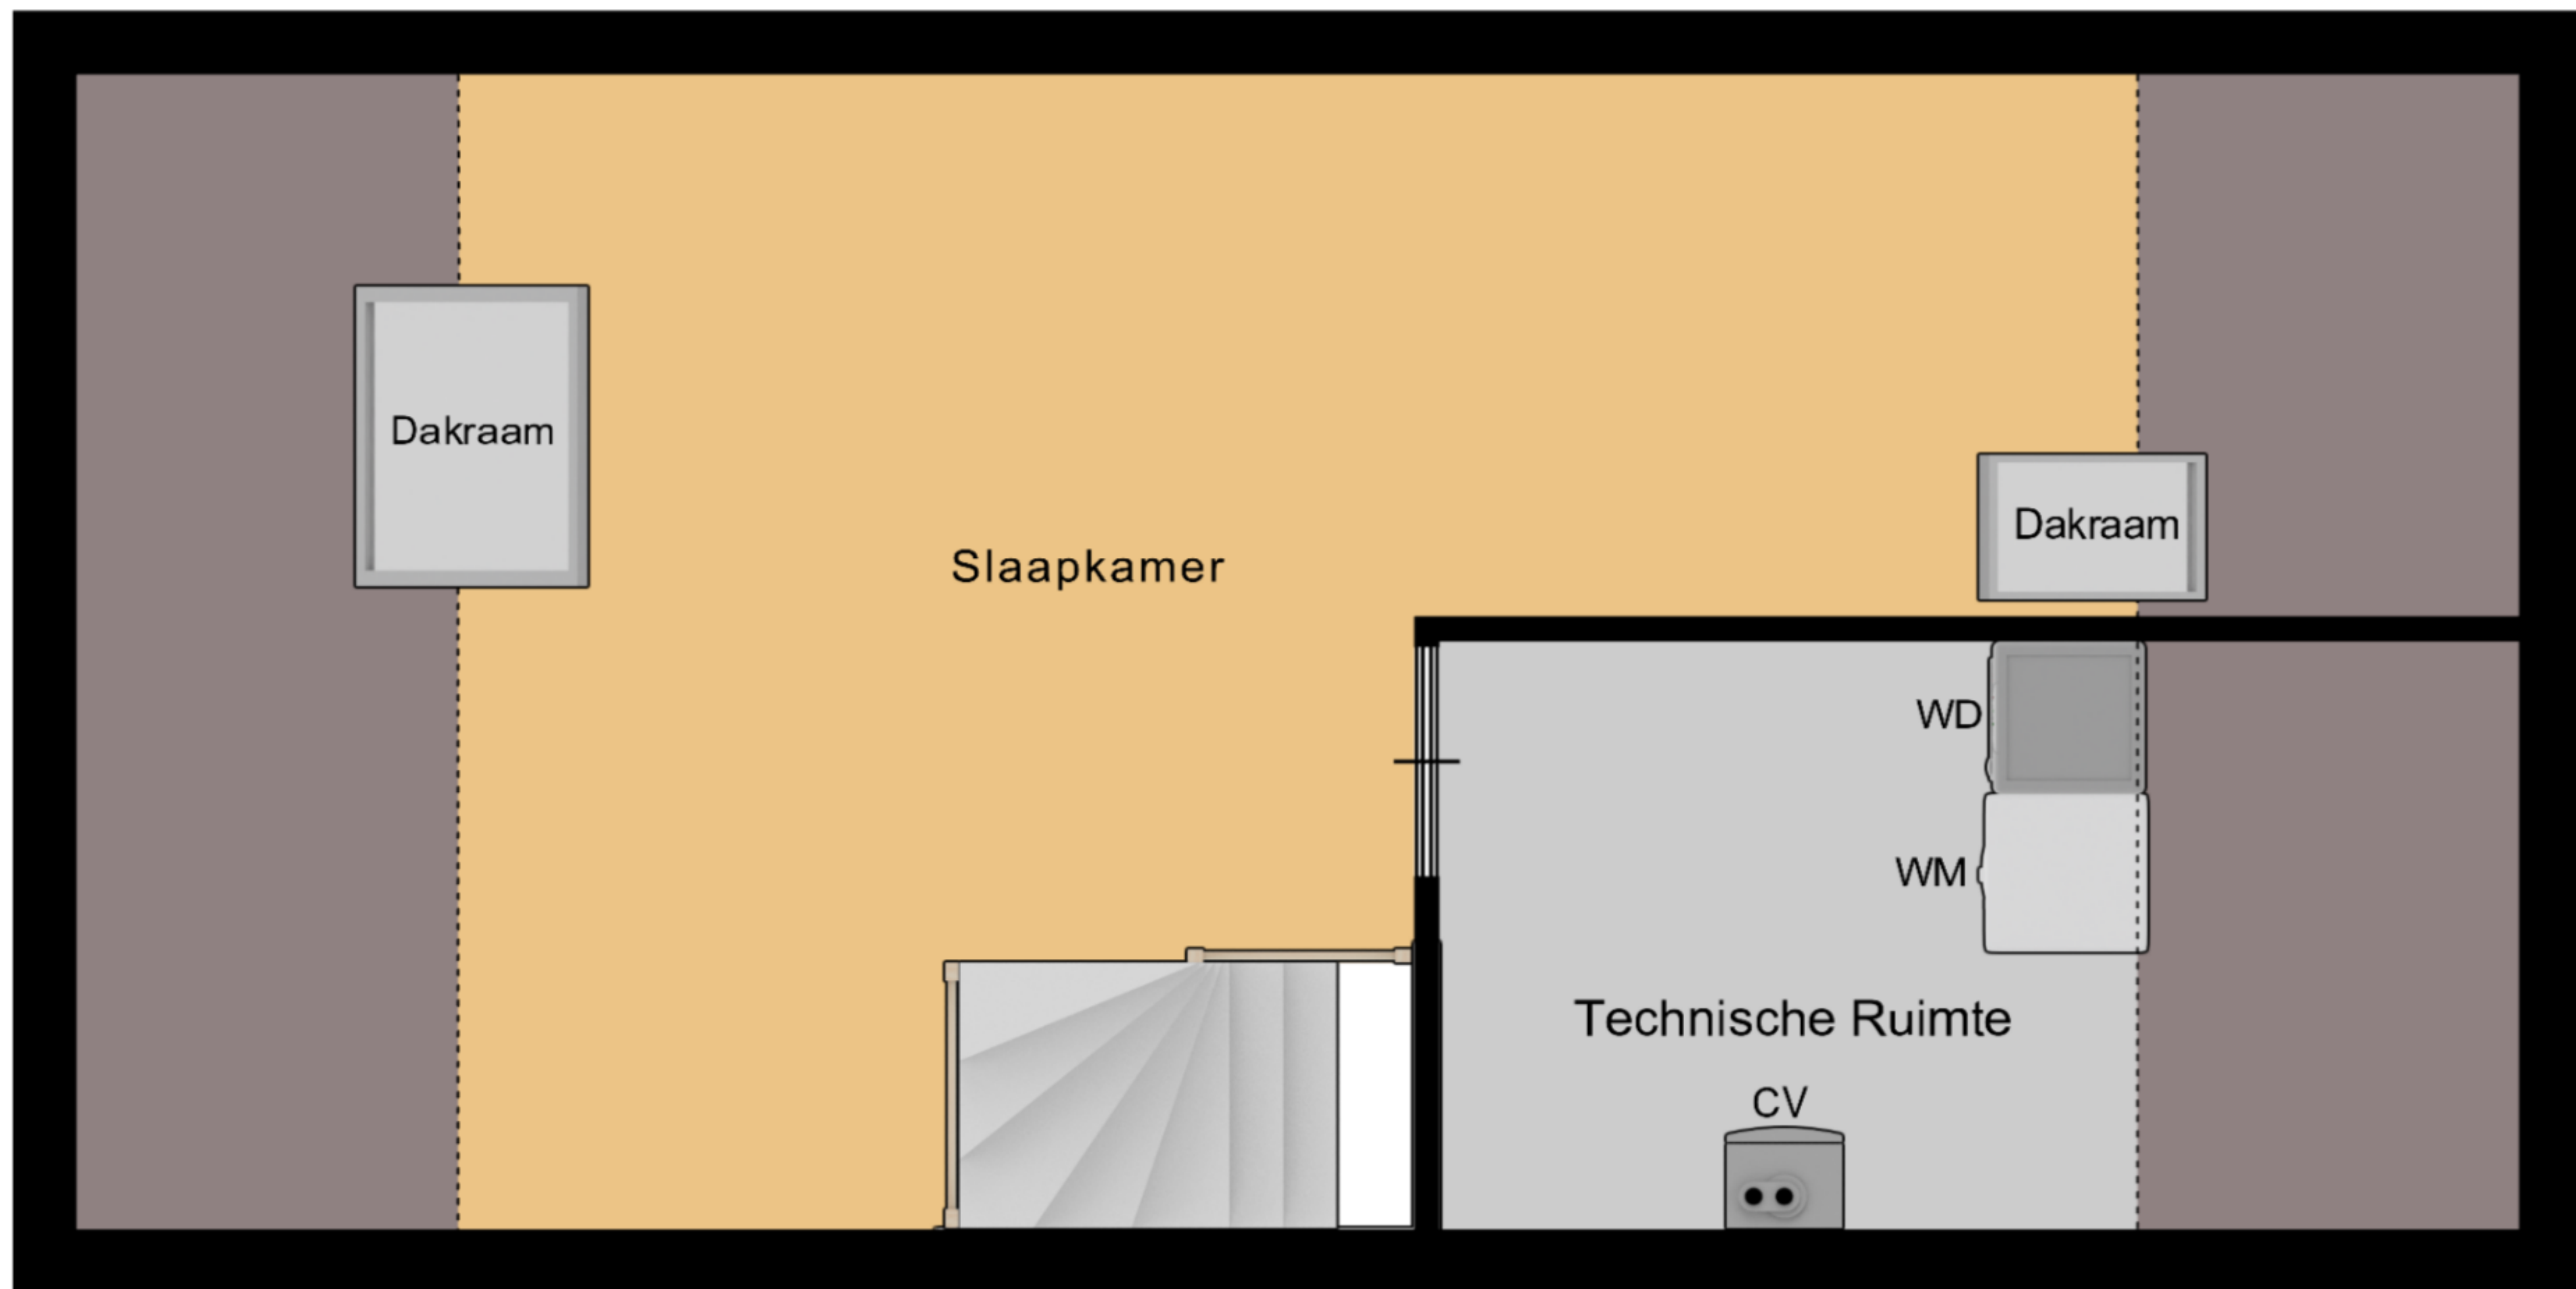 Dakraam
Dakraam
Slaapkamer
WD
WM
Technische Ruimte
CV